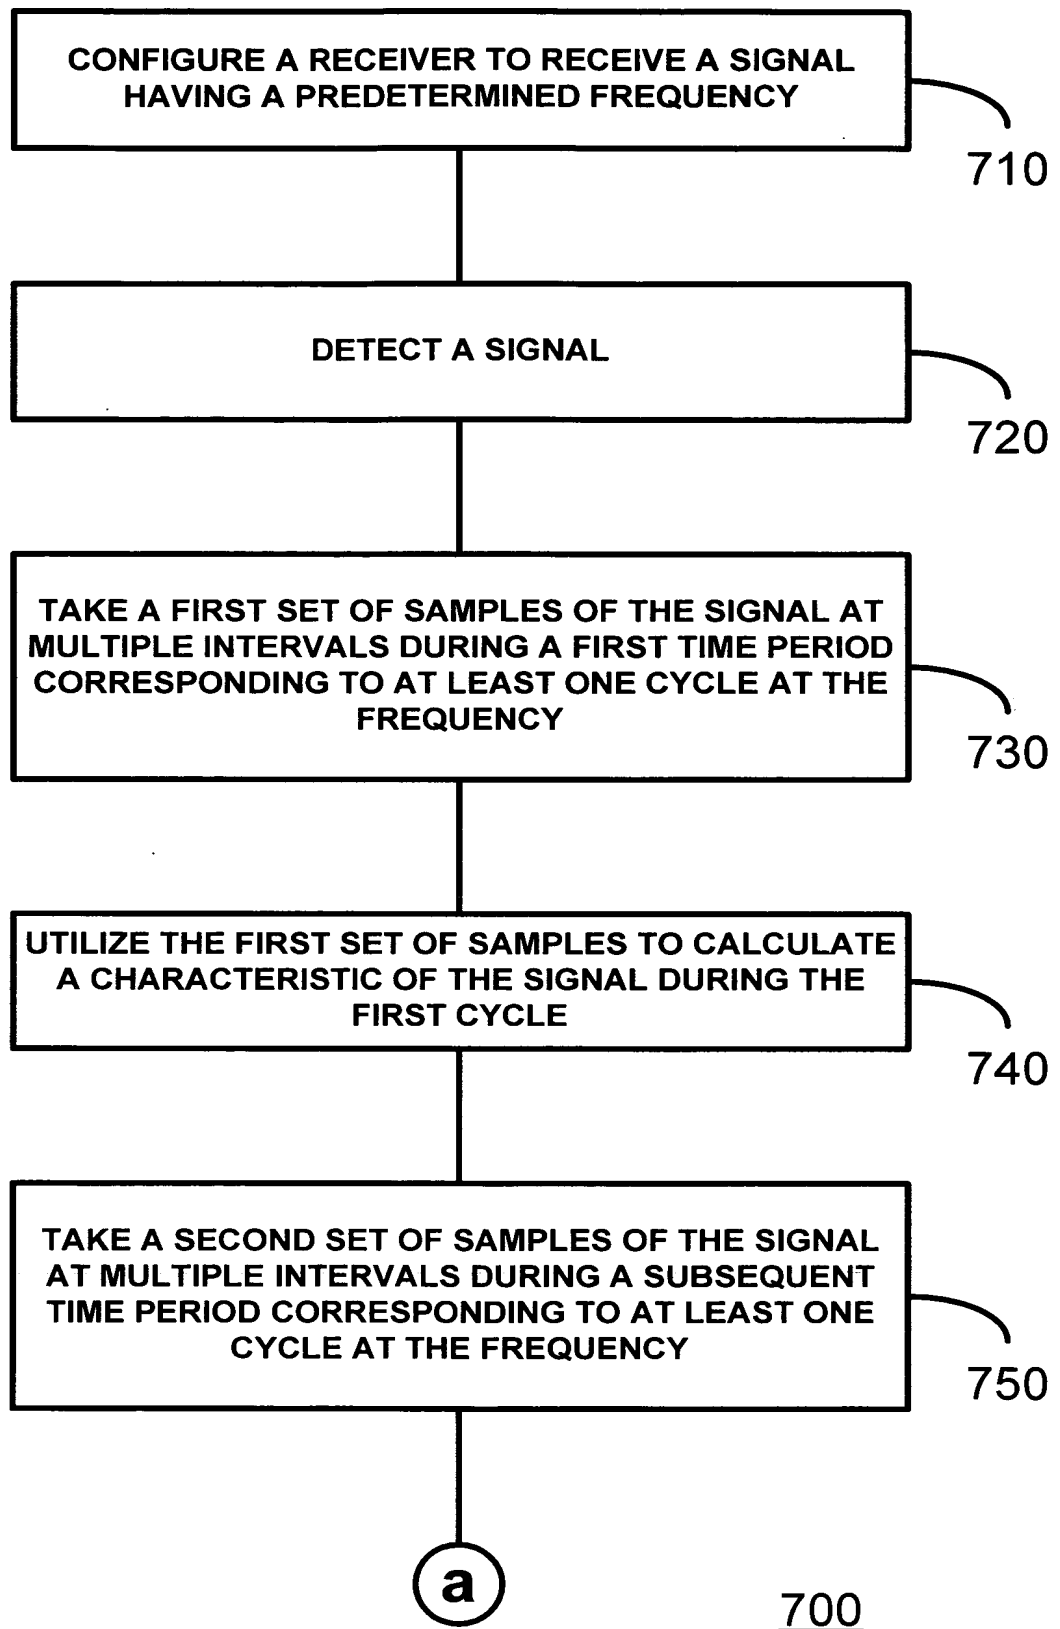 CONFIGURE A RECEIVER TO RECEIVE A SIGNAL
HAVING A PREDETERMINED FREQUENCY
710
DETECT A SIGNAL
720
TAKE A FIRST SET OF SAMPLES OF THE SIGNAL AT
MULTIPLE INTERVALS DURING A FIRST TIME PERIOD
CORRESPONDING TO AT LEAST ONE CYCLE AT THE
FREQUENCY
730
UTILIZE THE FIRST SET OF SAMPLES TO CALCULATE
A CHARACTERISTIC OF THE SIGNAL DURING THE
FIRST CYCLE
740
TAKE A SECOND SET OF SAMPLES OF THE SIGNAL
AT MULTIPLE INTERVALS DURING A SUBSEQUENT
TIME PERIOD CORRESPONDING TO AT LEAST ONE
CYCLE AT THE FREQUENCY
750
a
700